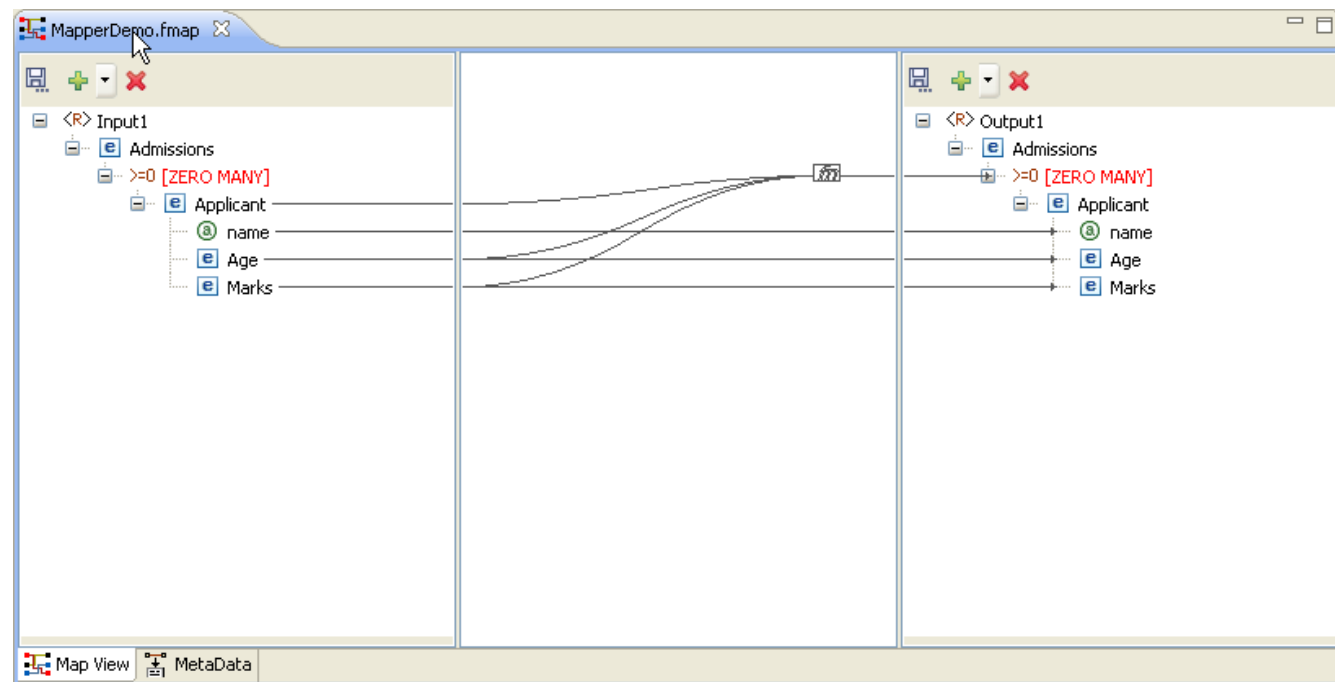 MapperDemo.fmap
<R> Input1
e Admissions
>=0 [ZERO MANY]
e Applicant
a name
e Age
e Marks
fn
<R> Output1
e Admissions
>=0 [ZERO MANY]
e Applicant
a name
e Age
e Marks
Map View
MetaData